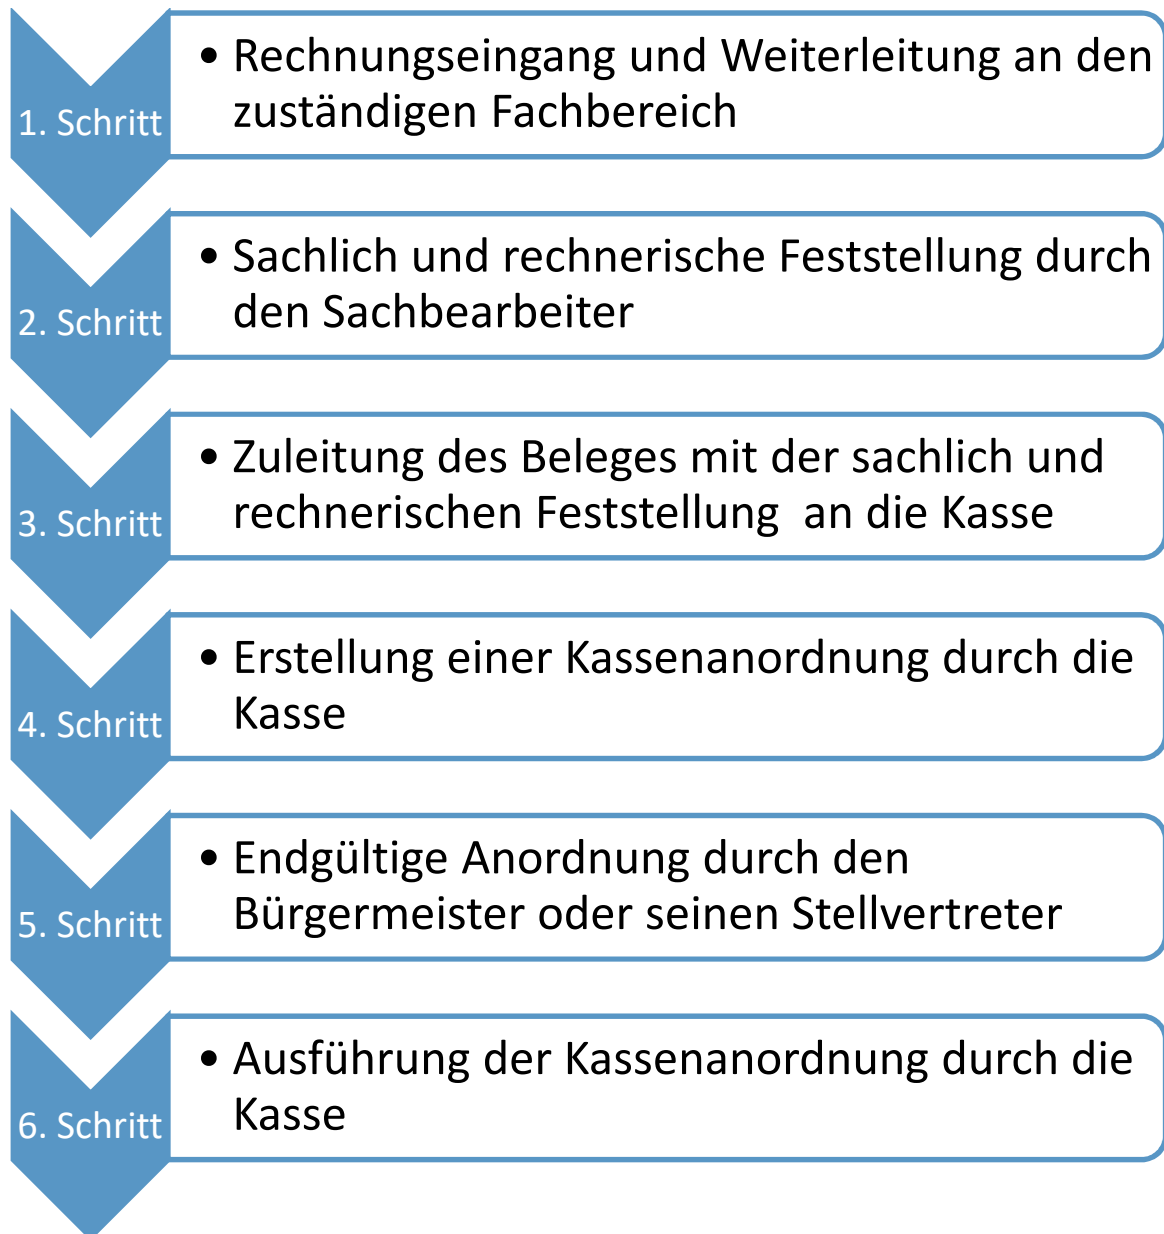 • Rechnungseingang und Weiterleitung an den
zuständigen Fachbereich
1. Schritt
• Sachlich und rechnerische Feststellung durch
den Sachbearbeiter
2. Schritt
• Zuleitung des Beleges mit der sachlich und
rechnerischen Feststellung  an die Kasse
3. Schritt
• Erstellung einer Kassenanordnung durch die
Kasse
4. Schritt
• Endgültige Anordnung durch den
Bürgermeister oder seinen Stellvertreter
5. Schritt
• Ausführung der Kassenanordnung durch die
Kasse
6. Schritt